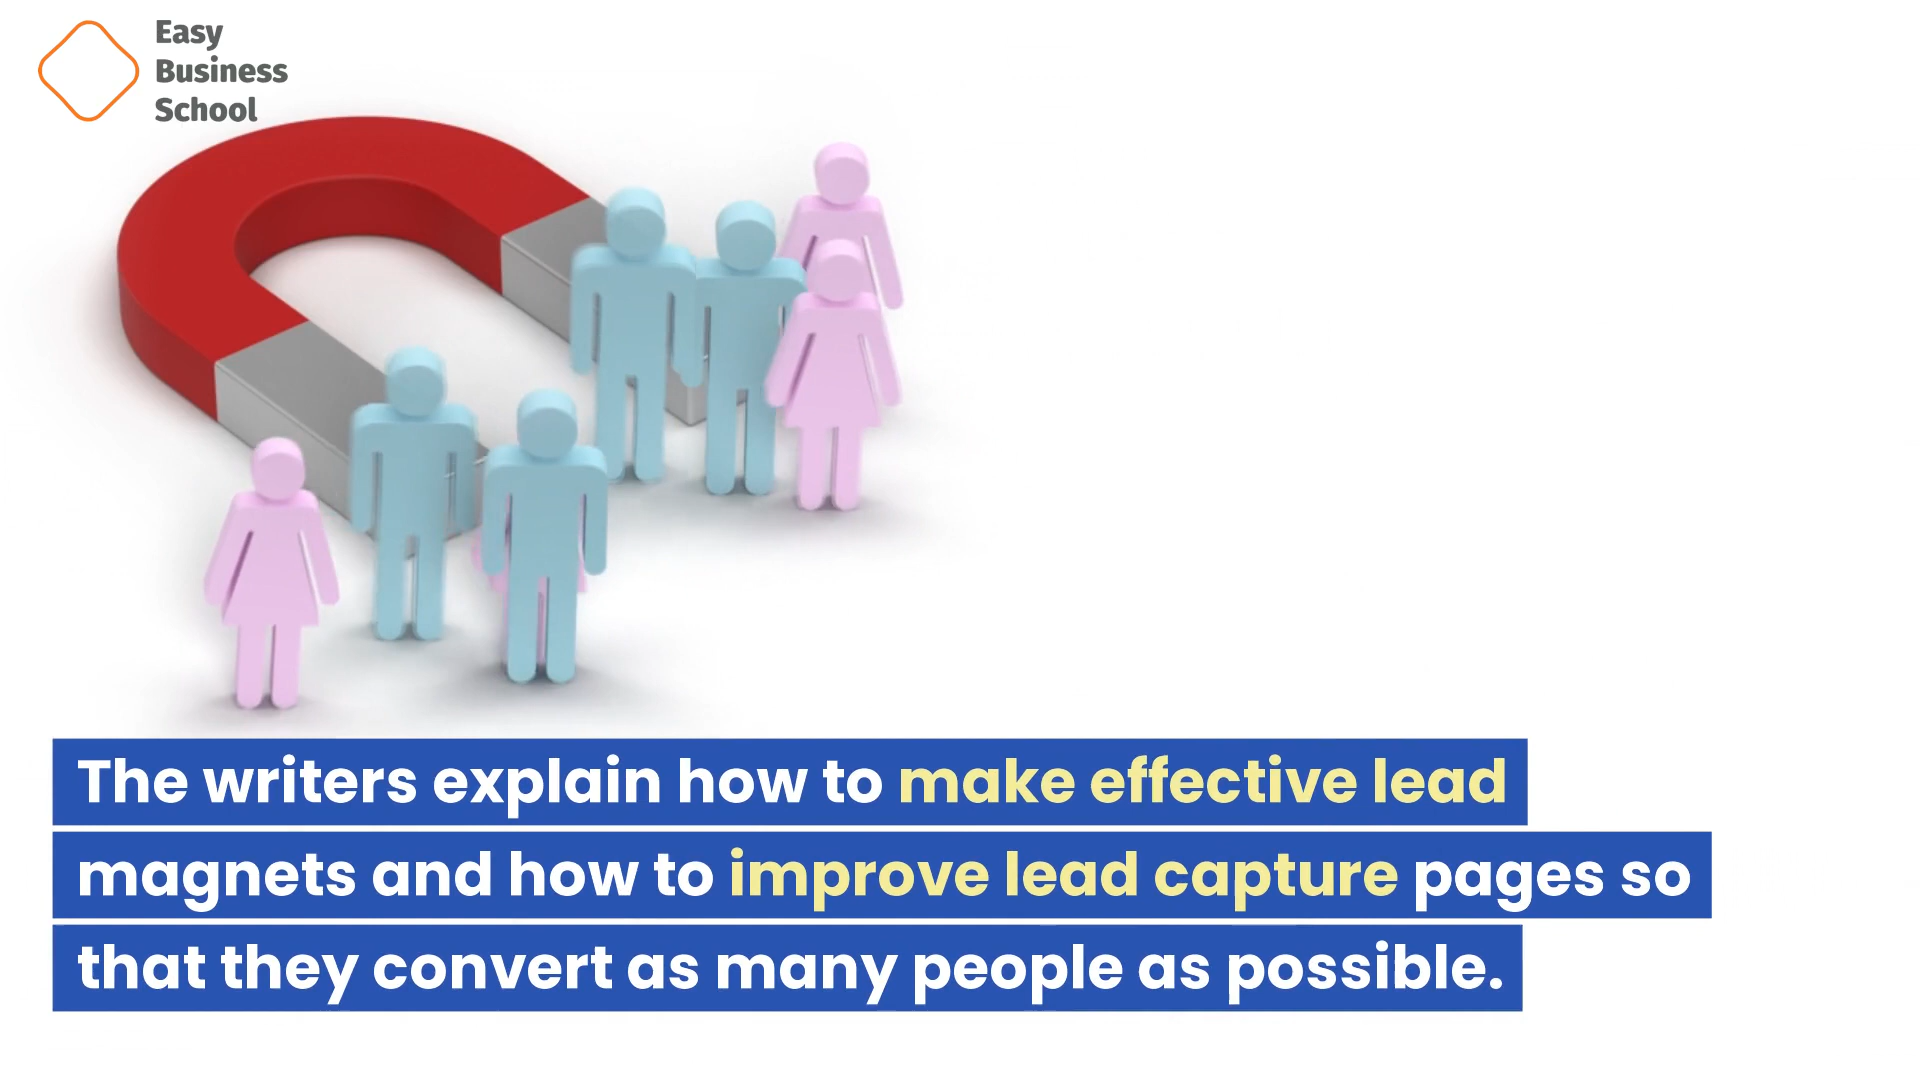 Easy
Business
School
The writers explain how to make effective lead
magnets and how to improve lead capture pages so
that they convert as many people as possible.